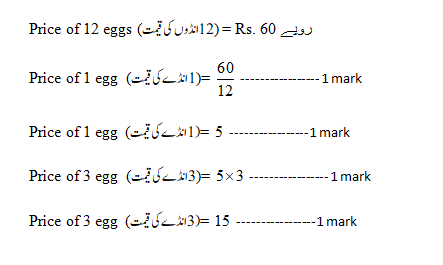 Price of 12 eggs (12انڈوں کی قیمت) = Rs. 60 روپے
Price of 1 egg (1انڈے کی قیمت)= 60/12 ------------------- 1 mark
Price of 1 egg (1انڈے کی قیمت)= 5 -------------------1 mark
Price of 3 egg (3انڈے کی قیمت)= 5×3 -------------------1 mark
Price of 3 egg (3انڈے کی قیمت)= 15 -------------------1 mark